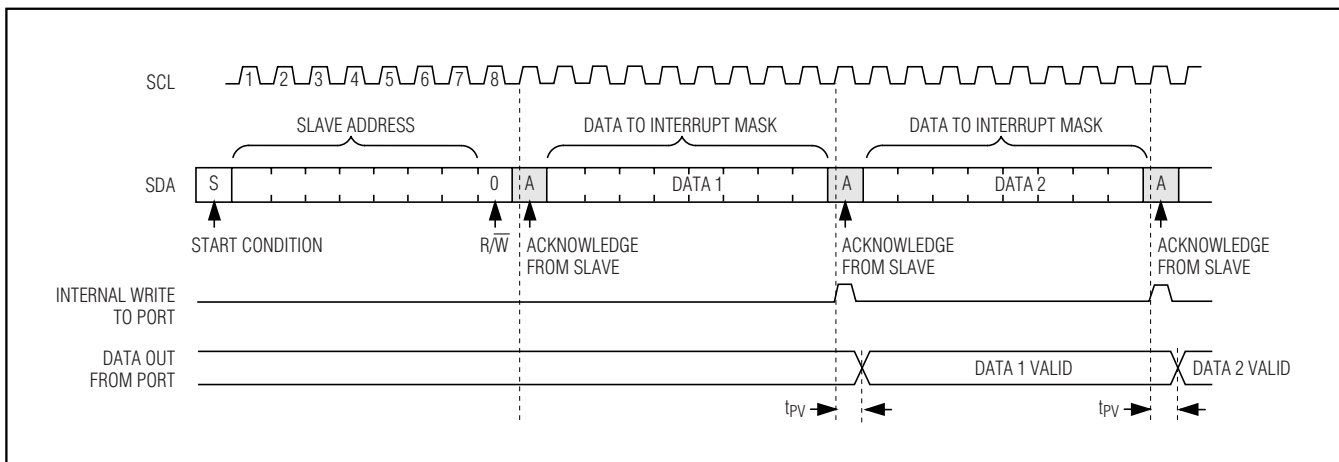 SCL 1 2 3 4 5 6 7 8
SLAVE ADDRESS DATA TO INTERRUPT MASK DATA TO INTERRUPT MASK
SDA S 0 A DATA 1 A DATA 2 A
START CONDITION R/W̅ ACKNOWLEDGE FROM SLAVE ACKNOWLEDGE FROM SLAVE ACKNOWLEDGE FROM SLAVE
INTERNAL WRITE
TO PORT
DATA OUT
FROM PORT
DATA 1 VALID DATA 2 VALID
tPV tPV